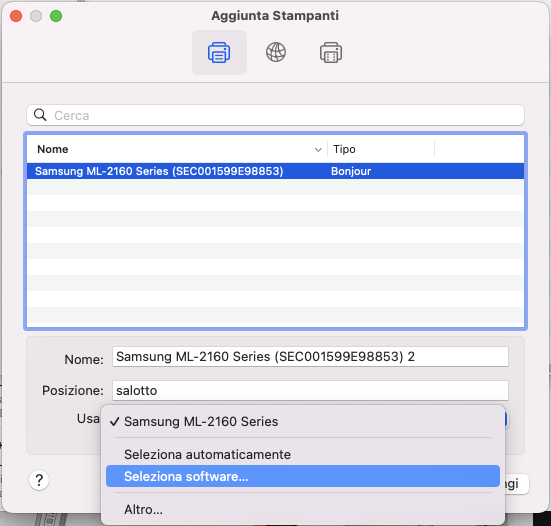 Aggiunta Stampanti
Cerca
Nome Tipo
Samsung ML-2160 Series (SEC001599E98853) Bonjour
Nome: Samsung ML-2160 Series (SEC001599E98853) 2
Posizione: salotto
Usa
✓ Samsung ML-2160 Series
Seleziona automaticamente
Seleziona software...
Altro...
?
ngi